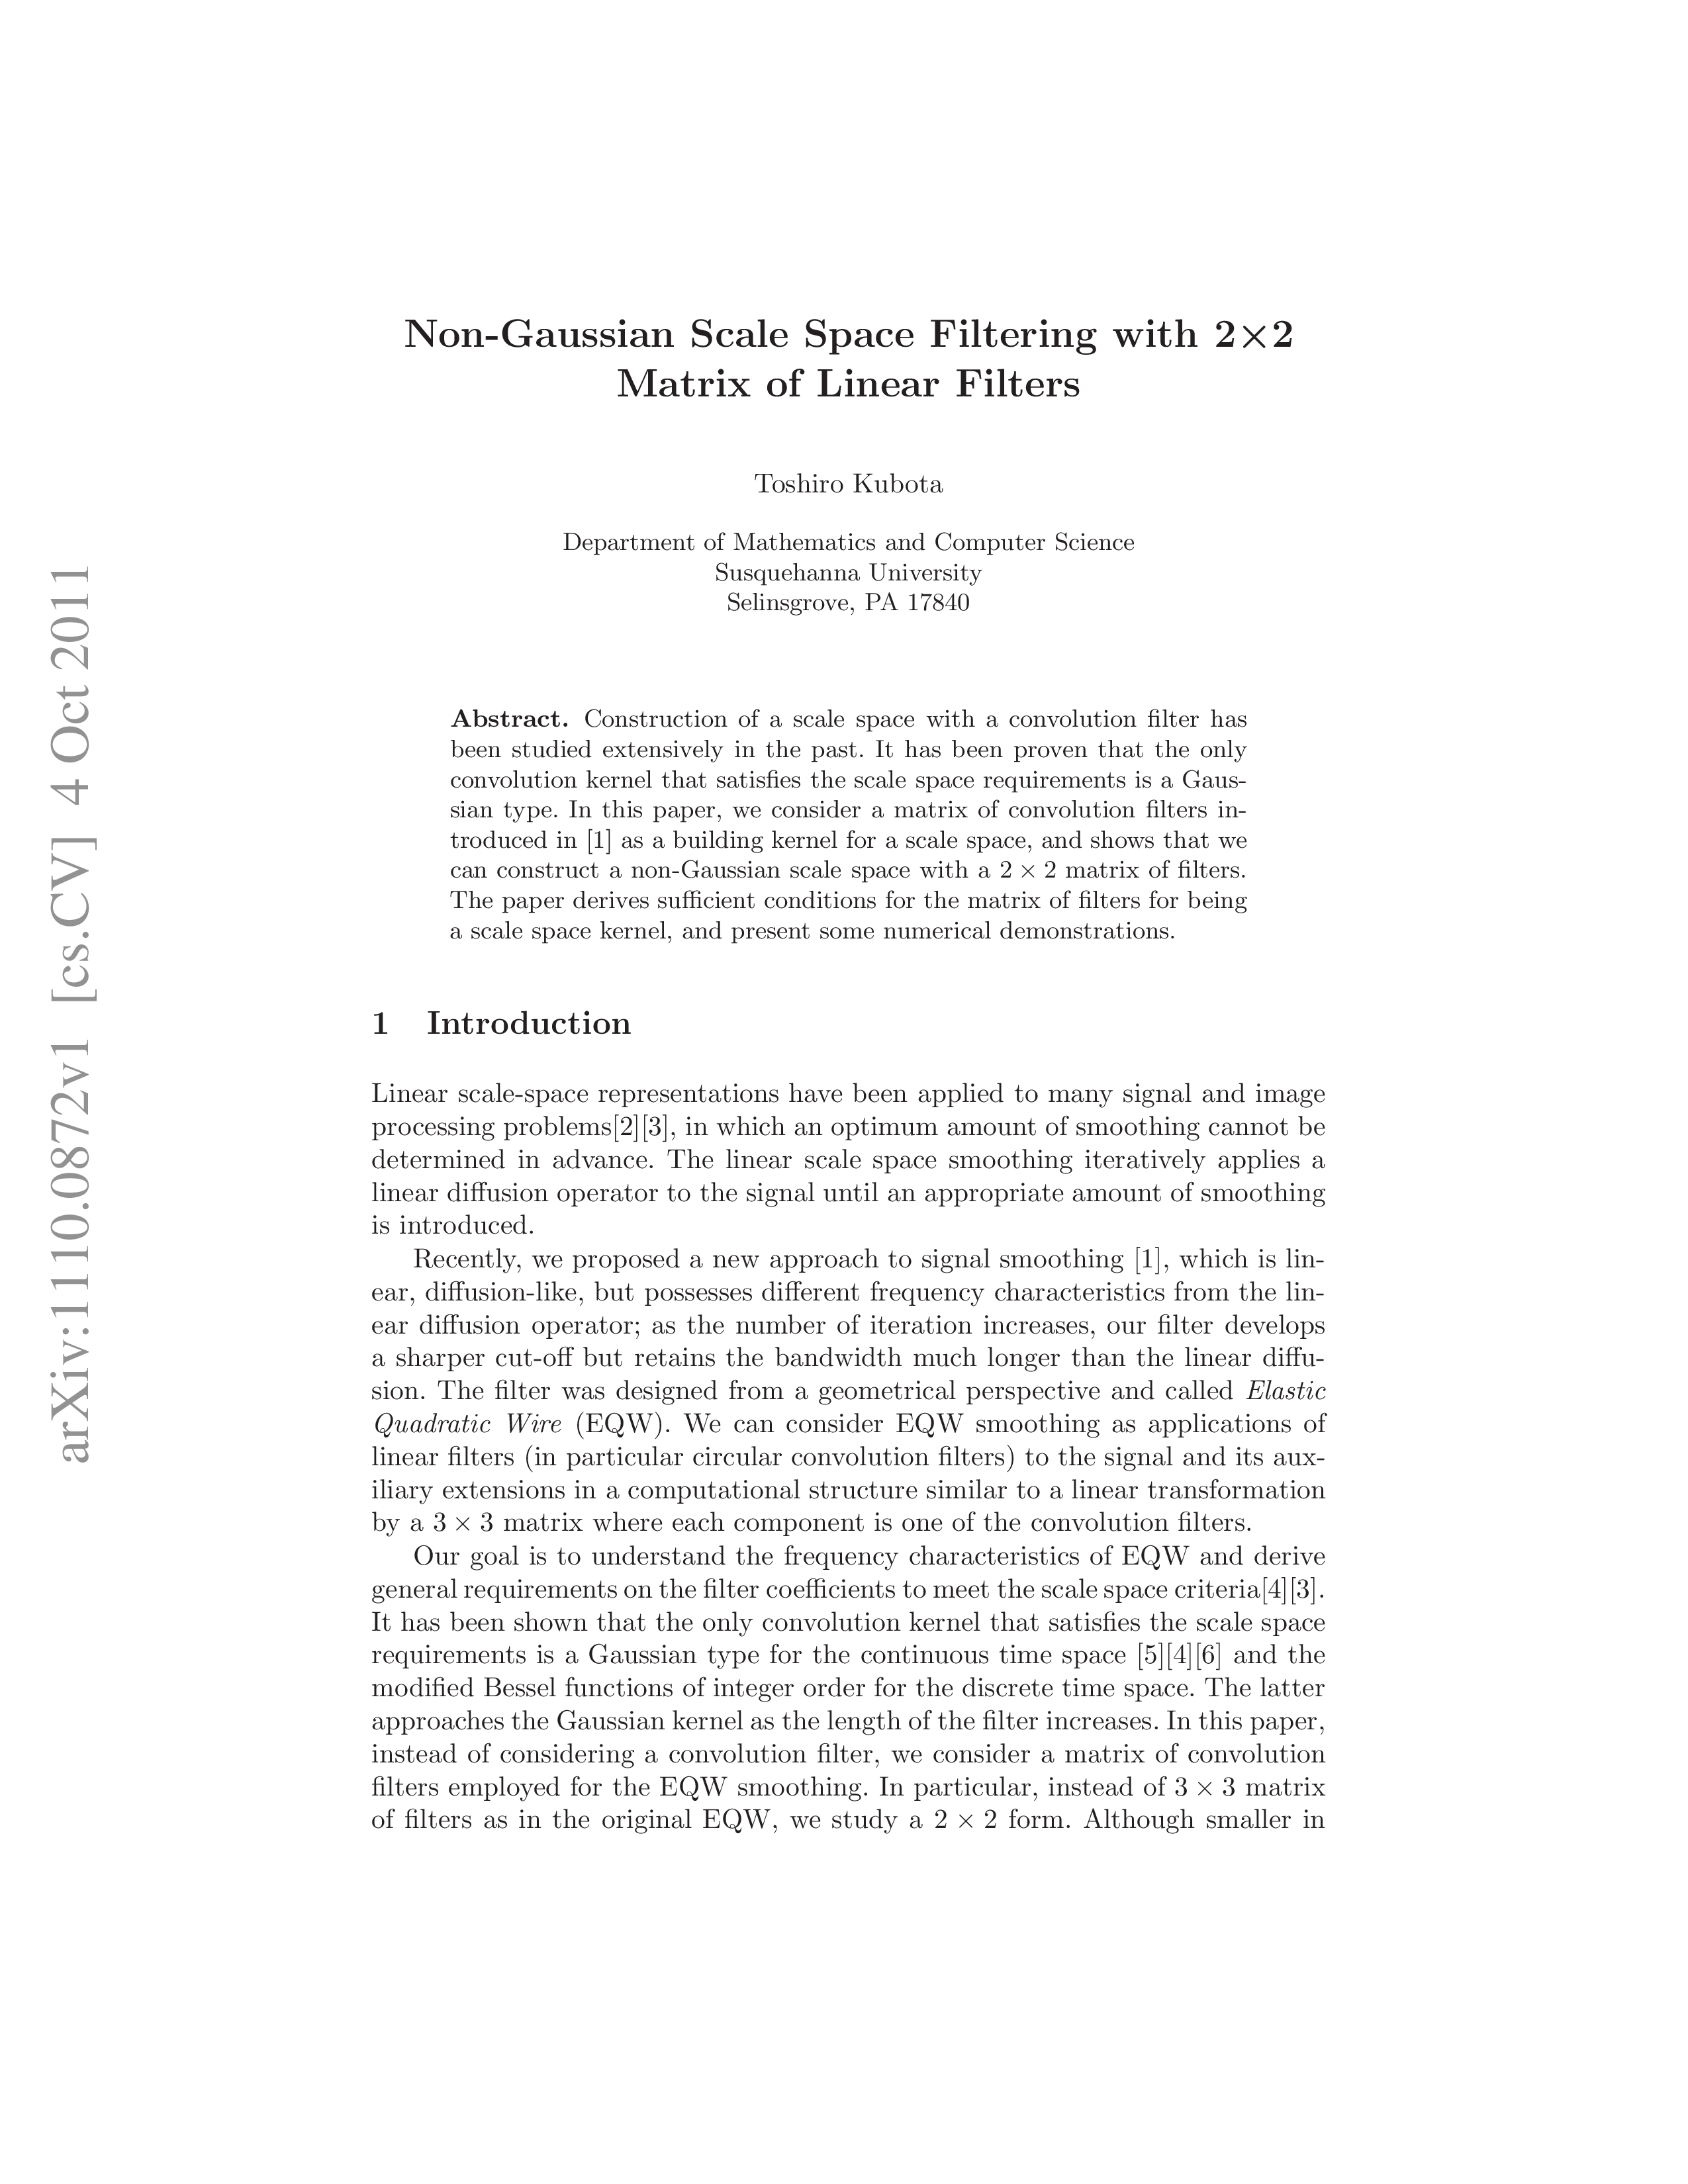 Non-Gaussian Scale Space Filtering with 2×2
Matrix of Linear Filters
Toshiro Kubota
Department of Mathematics and Computer Science
Susquehanna University
Selinsgrove, PA 17840
Abstract. Construction of a scale space with a convolution filter has
been studied extensively in the past. It has been proven that the only
convolution kernel that satisfies the scale space requirements is a Gaus-
sian type. In this paper, we consider a matrix of convolution filters in-
troduced in [1] as a building kernel for a scale space, and shows that we
can construct a non-Gaussian scale space with a 2 × 2 matrix of filters.
The paper derives sufficient conditions for the matrix of filters for being
a scale space kernel, and present some numerical demonstrations.
1 Introduction
Linear scale-space representations have been applied to many signal and image
processing problems[2][3], in which an optimum amount of smoothing cannot be
determined in advance. The linear scale space smoothing iteratively applies a
linear diffusion operator to the signal until an appropriate amount of smoothing
is introduced.
Recently, we proposed a new approach to signal smoothing [1], which is lin-
ear, diffusion-like, but possesses different frequency characteristics from the lin-
ear diffusion operator; as the number of iteration increases, our filter develops
a sharper cut-off but retains the bandwidth much longer than the linear diffu-
sion. The filter was designed from a geometrical perspective and called Elastic
Quadratic Wire (EQW). We can consider EQW smoothing as applications of
linear filters (in particular circular convolution filters) to the signal and its aux-
iliary extensions in a computational structure similar to a linear transformation
by a 3 × 3 matrix where each component is one of the convolution filters.
Our goal is to understand the frequency characteristics of EQW and derive
general requirements on the filter coefficients to meet the scale space criteria[4][3].
It has been shown that the only convolution kernel that satisfies the scale space
requirements is a Gaussian type for the continuous time space [5][4][6] and the
modified Bessel functions of integer order for the discrete time space. The latter
approaches the Gaussian kernel as the length of the filter increases. In this paper,
instead of considering a convolution filter, we consider a matrix of convolution
filters employed for the EQW smoothing. In particular, instead of 3 × 3 matrix
of filters as in the original EQW, we study a 2 × 2 form. Although smaller in
arXiv:1110.0872v1 [cs.CV] 4 Oct 2011